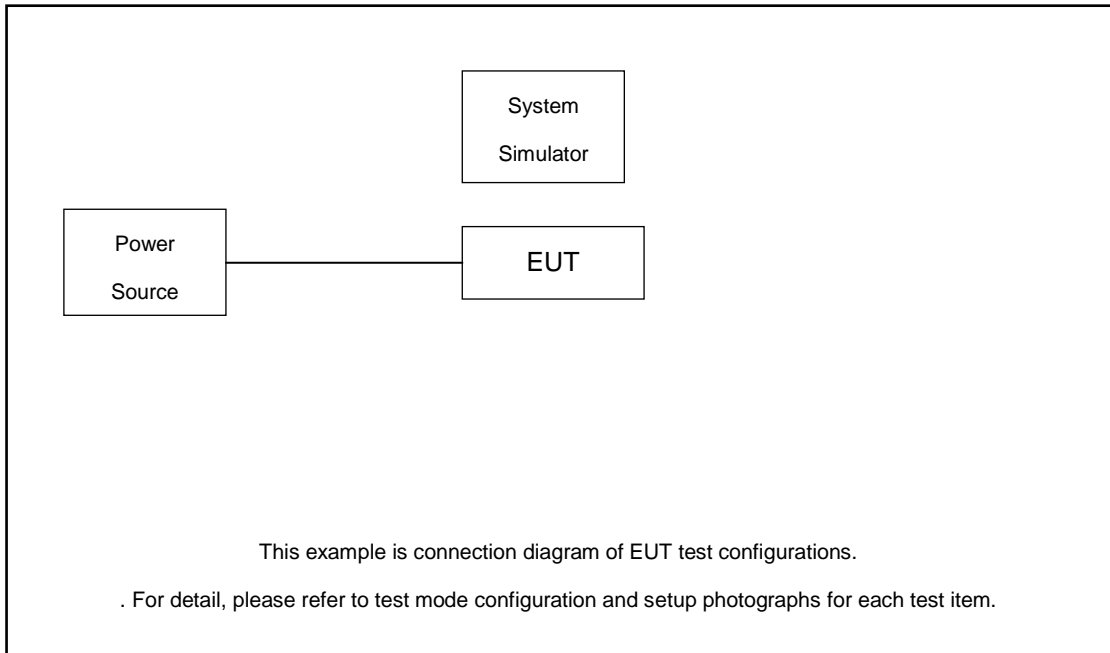 System
Simulator
Power
Source
EUT
This example is connection diagram of EUT test configurations.
. For detail, please refer to test mode configuration and setup photographs for each test item.